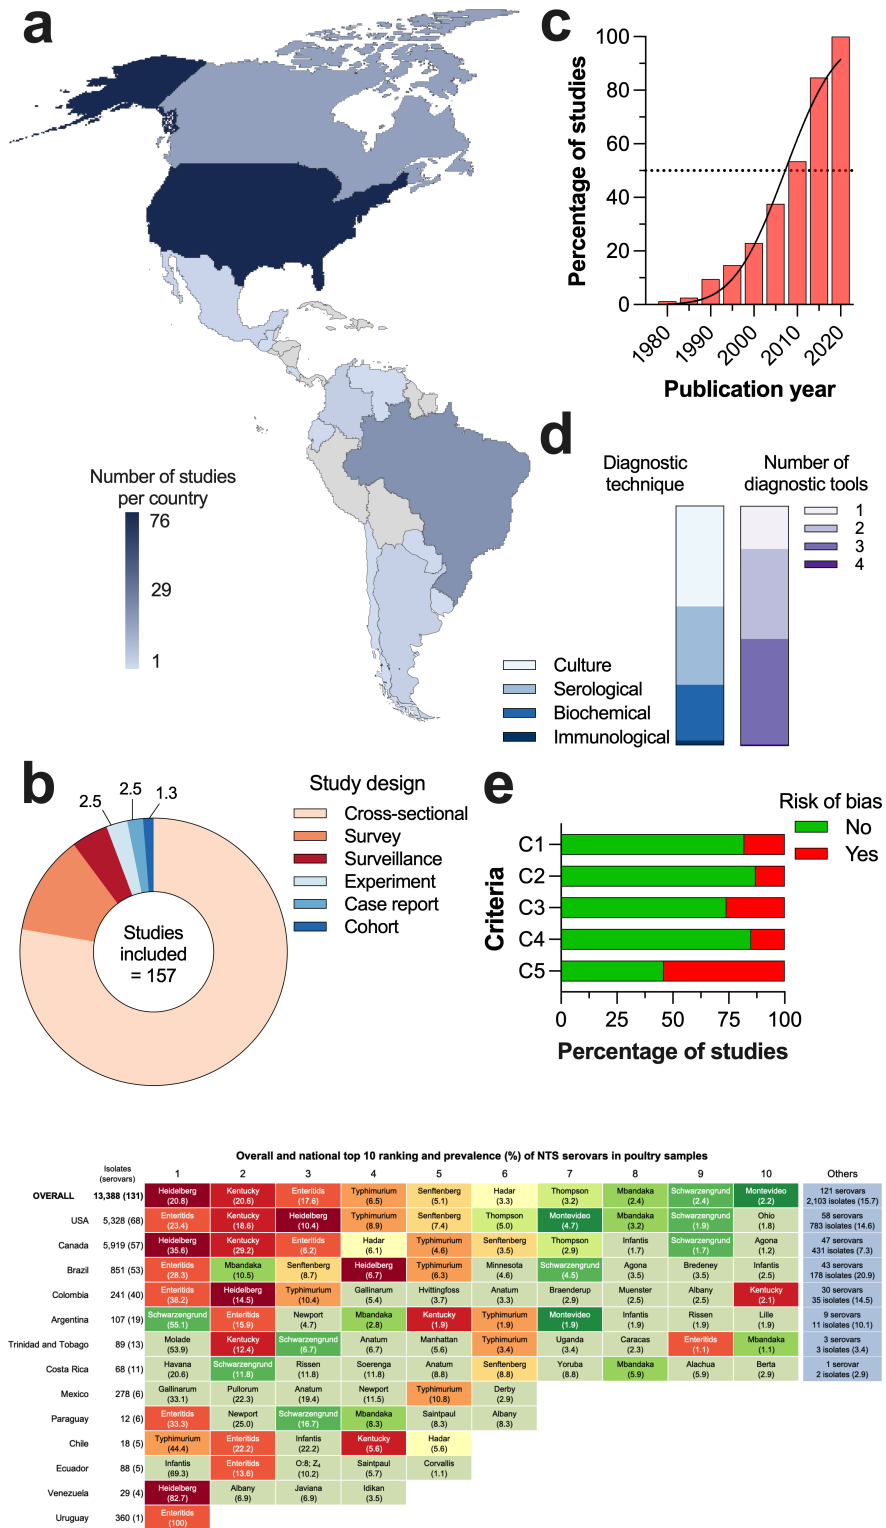 a
Number of studies
per country
76
29
1
c
Percentage of studies
100
80
60
40
20
0
1980
1990
2000
2010
2020
Publication year
d
Diagnostic
technique
Number of
diagnostic tools
1
2
3
4
Culture
Serological
Biochemical
Immunological
b
2.5
2.5
1.3
Studies
included
= 157
Study design
Cross-sectional
Survey
Surveillance
Experiment
Case report
Cohort
e
Risk of bias
No
Yes
Criteria
C1
C2
C3
C4
C5
0 25 50 75 100
Percentage of studies
Overall and national top 10 ranking and prevalence (%) of NTS serovars in poultry samples
Isolates
(serovars)
1 2 3 4 5 6 7 8 9 10 Others
OVERALL 13,388 (131) Heidelberg Kentucky Enteritids Typhimurium Senftenberg Hadar Thompson Mbandaka Schwarzengrund Montevideo 121 serovars
(20.8) (20.6) (17.6) (6.5) (5.1) (3.3) (3.2) (2.4) (2.4) (2.2) 2,103 isolates (15.7)
USA 5,328 (68) Enteritids Kentucky Heidelberg Typhimurium Senftenberg Thompson Montevideo Mbandaka Schwarzengrund Ohio 58 serovars
(23.4) (18.6) (10.4) (8.9) (7.4) (5.0) (4.7) (3.2) (1.9) (1.8) 783 isolates (14.6)
Canada 5,919 (57) Heidelberg Kentucky Enteritids Hadar Typhimurium Senftenberg Thompson Infantis Schwarzengrund Agona 47 serovars
(35.6) (29.2) (6.2) (6.1) (4.6) (3.5) (2.9) (1.7) (1.7) (1.2) 431 isolates (7.3)
Brazil 851 (53) Enteritids Mbandaka Senftenberg Heidelberg Typhimurium Minnesota Schwarzengrund Agona Bredeney Infantis 43 serovars
(28.3) (10.5) (8.7) (6.7) (6.3) (4.6) (4.5) (3.5) (3.5) (2.5) 178 isolates (20.9)
Colombia 241 (40) Enteritids Heidelberg Typhimurium Gallinarum Hvittingfoss Anatum Braenderup Muenster Albany Kentucky 30 serovars
(38.2) (14.5) (10.4) (5.4) (3.7) (3.3) (2.9) (2.5) (2.5) (2.1) 35 isolates (14.5)
Argentina 107 (19) Schwarzengrund Enteritids Newport Mbandaka Kentucky Typhimurium Montevideo Infantis Rissen Lille 9 serovars
(55.1) (15.9) (4.7) (2.8) (1.9) (1.9) (1.9) (1.9) (1.9) (1.9) 11 isolates (10.1)
Trinidad and Tobago 89 (13) Molade Kentucky Schwarzengrund Anatum Manhattan Typhimurium Uganda Caracas Enteritids Mbandaka 3 serovars
(53.9) (12.4) (6.7) (6.7) (5.6) (3.4) (3.4) (2.3) (1.1) (1.1) 3 isolates (3.4)
Costa Rica 68 (11) Havana Schwarzengrund Rissen Soerenga Anatum Senftenberg Yoruba Mbandaka Alachua Berta 1 serovar
(20.6) (11.8) (11.8) (11.8) (8.8) (8.8) (8.8) (5.9) (5.9) (2.9) 2 isolates (2.9)
Mexico 278 (6) Gallinarum Pullorum Anatum Newport Typhimurium Derby
(33.1) (22.3) (19.4) (11.5) (10.8) (2.9)
Paraguay 12 (6) Enteritids Newport Schwarzengrund Mbandaka Saintpaul Albany
(33.3) (25.0) (16.7) (8.3) (8.3) (8.3)
Chile 18 (5) Typhimurium Enteritids Infantis Kentucky Hadar
(44.4) (22.2) (22.2) (5.6) (5.6)
Ecuador 88 (5) Infantis Enteritids O:8; Z₄ Saintpaul Corvallis
(69.3) (13.6) (10.2) (5.7) (1.1)
Venezuela 29 (4) Heidelberg Albany Javiana Idikan
(82.7) (6.9) (6.9) (3.5)
Uruguay 360 (1) Enteritids
(100)